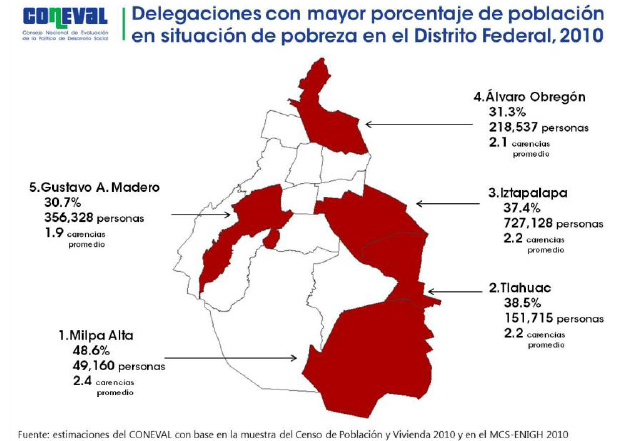 CONEVAL
Consejo Nacional de Evaluación
de la Política de Desarrollo Social
Delegaciones con mayor porcentaje de población
en situación de pobreza en el Distrito Federal, 2010
4.Álvaro Obregón
31.3%
218,537 personas
2.1 carencias
promedio
5.Gustavo A. Madero
30.7%
356,328 personas
1.9 carencias
promedio
3.Iztapalapa
37.4%
727,128 personas
2.2 carencias
promedio
2.Tlahuac
38.5%
151,715 personas
2.2 carencias
promedio
1.Milpa Alta
48.6%
49,160 personas
2.4 carencias
promedio
Fuente: estimaciones del CONEVAL con base en la muestra del Censo de Población y Vivienda 2010 y en el MCS-ENIGH 2010